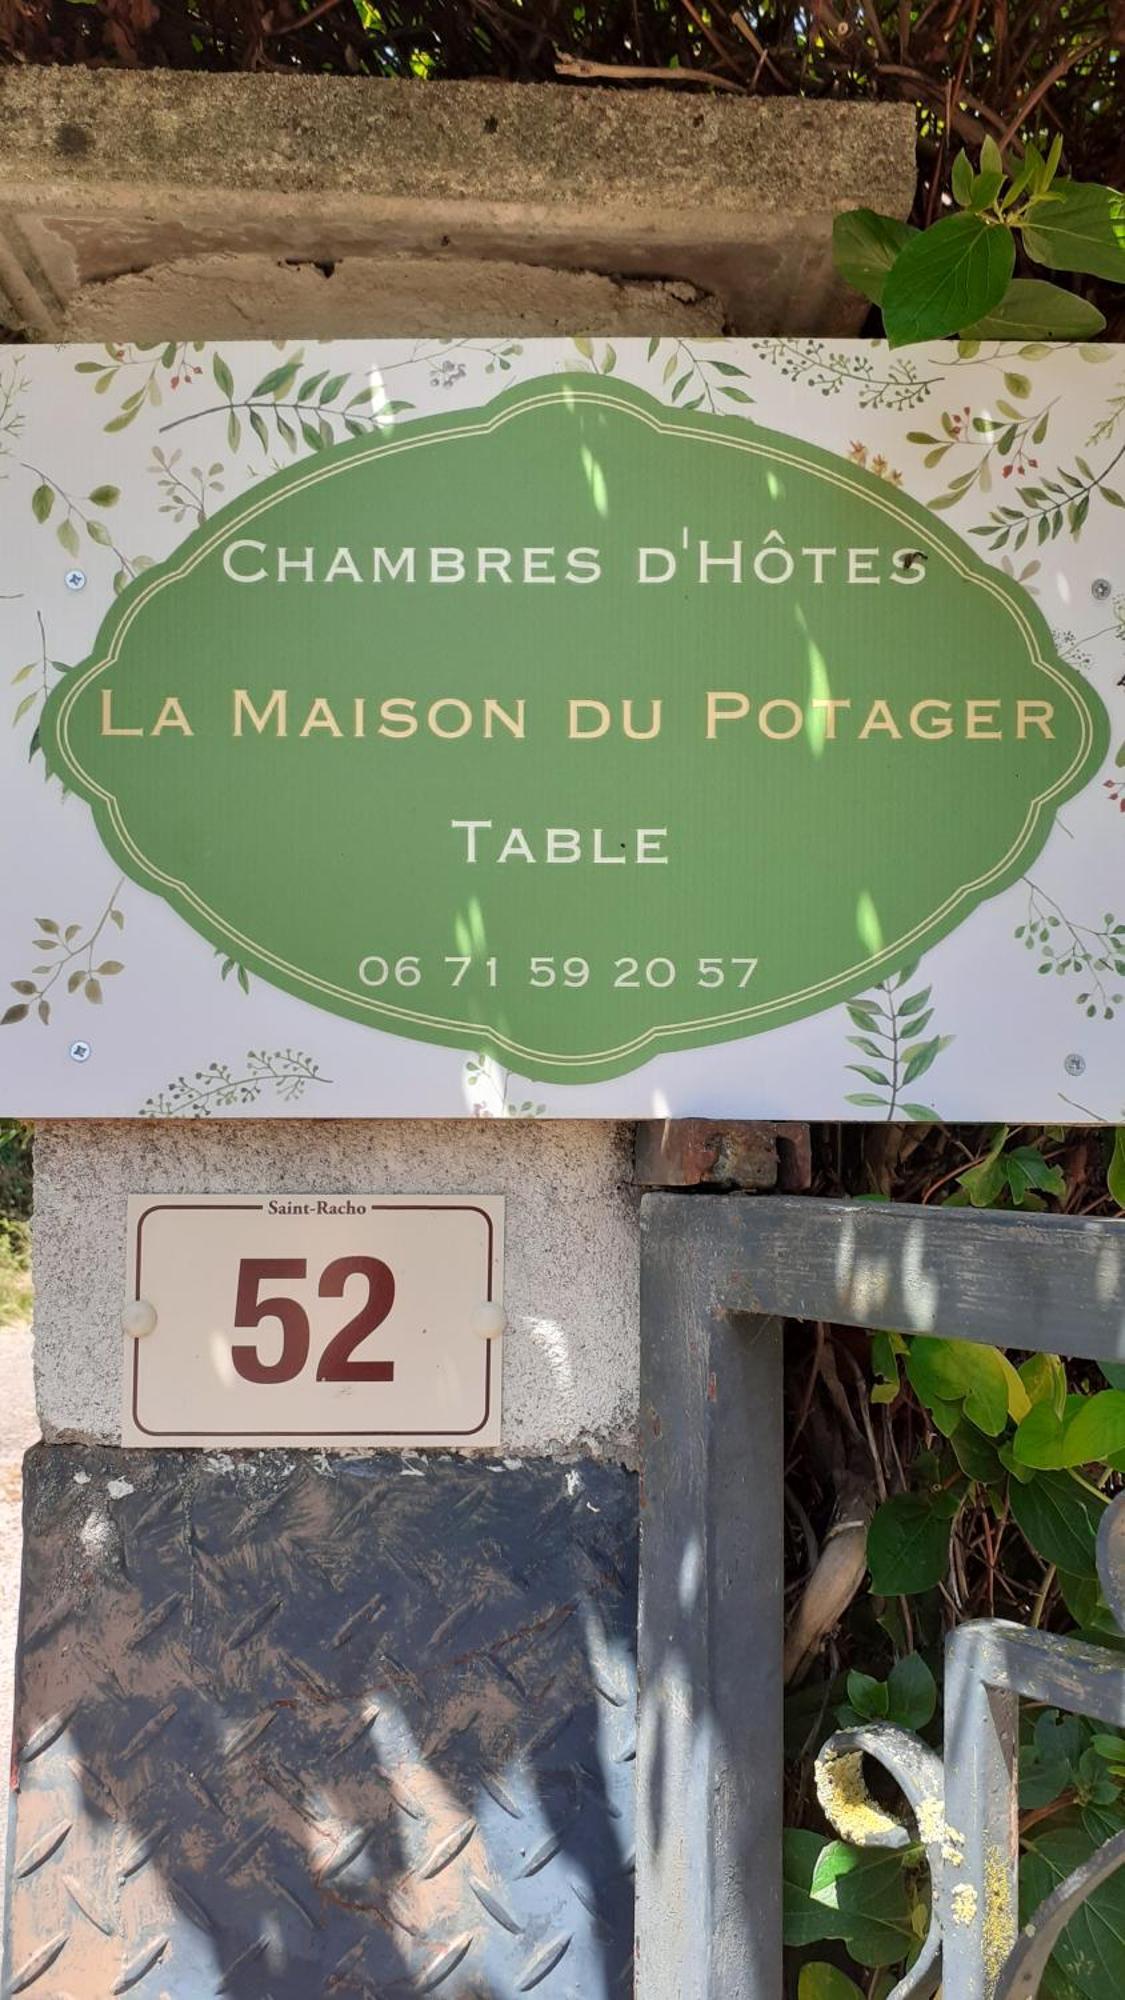 Chambres d'Hôtes
La Maison du Potager
Table
06 71 59 20 57
Saint-Racho
52